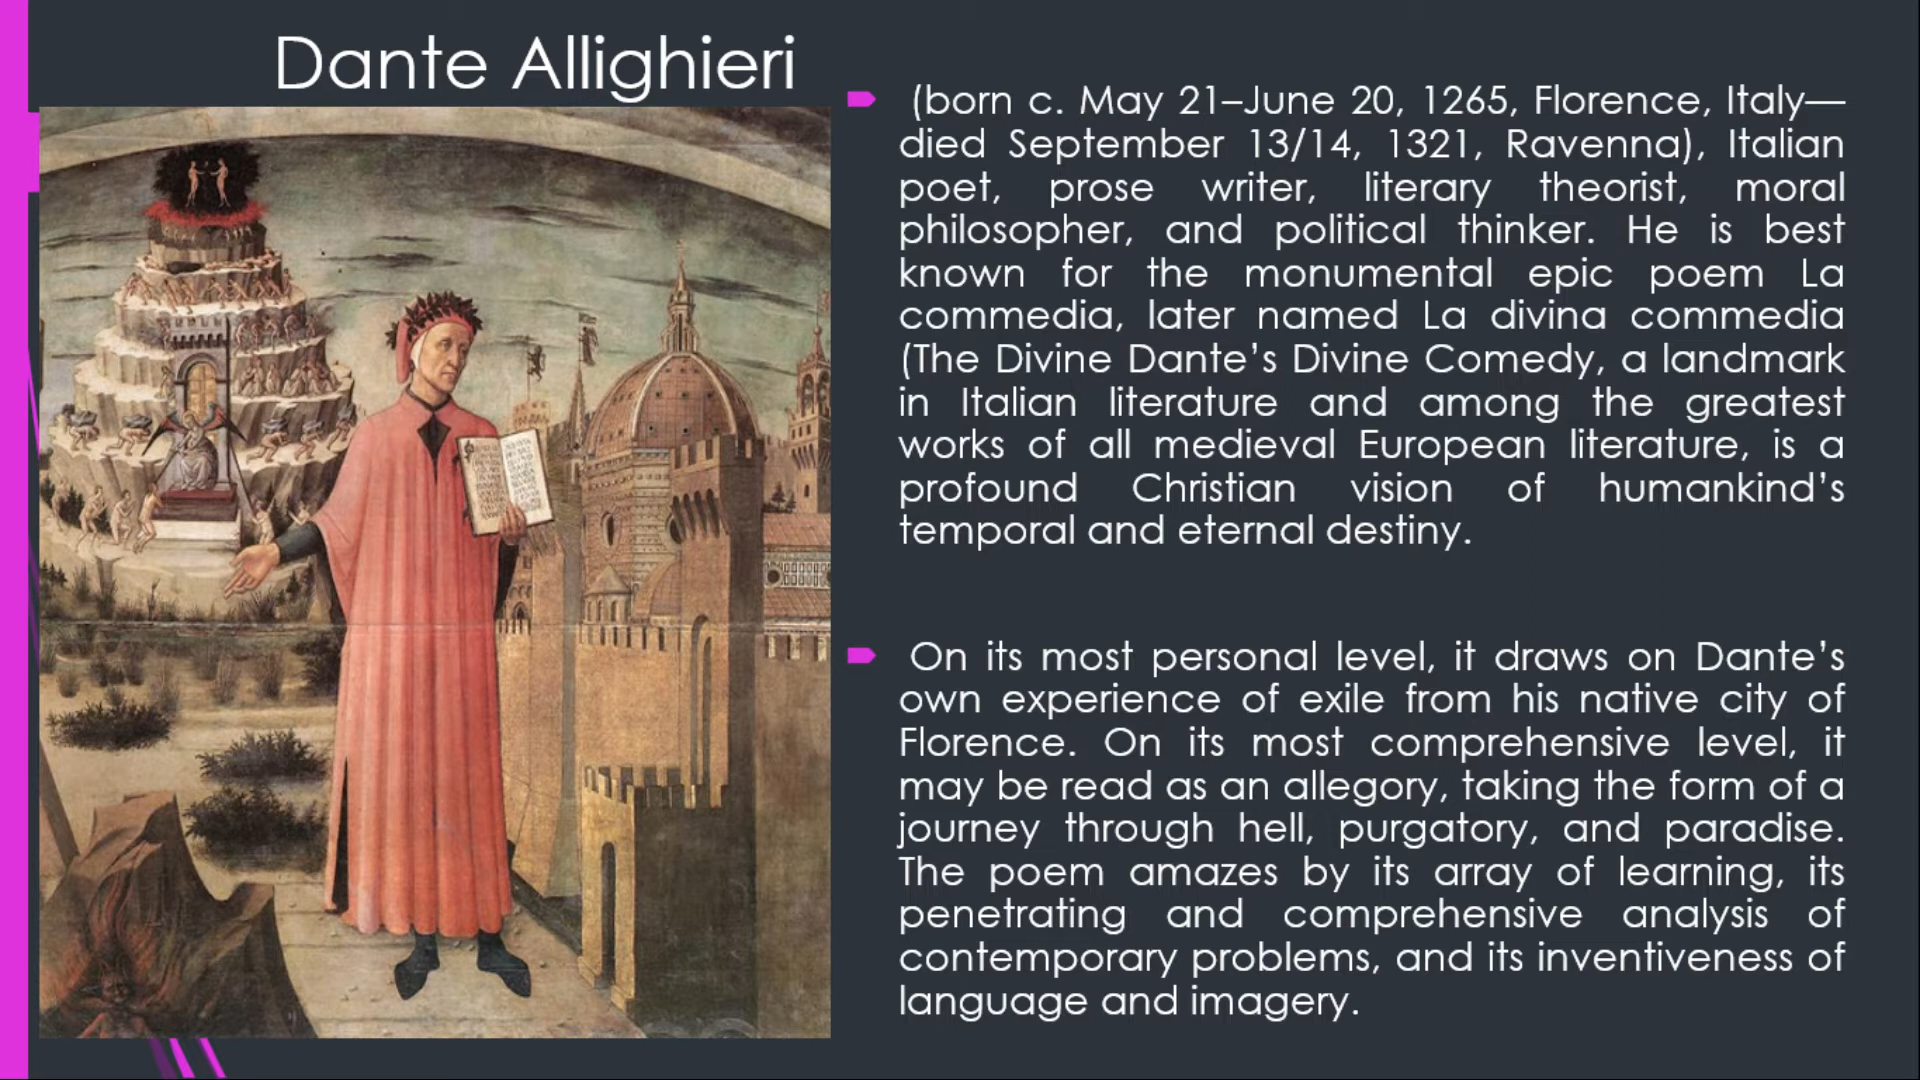 Dante Allighieri
(born c. May 21–June 20, 1265, Florence, Italy—
died September 13/14, 1321, Ravenna), Italian
poet, prose writer, literary theorist, moral
philosopher, and political thinker. He is best
known for the monumental epic poem La
commedia, later named La divina commedia
(The Divine Dante’s Divine Comedy, a landmark
in Italian literature and among the greatest
works of all medieval European literature, is a
profound Christian vision of humankind’s
temporal and eternal destiny.
On its most personal level, it draws on Dante’s
own experience of exile from his native city of
Florence. On its most comprehensive level, it
may be read as an allegory, taking the form of a
journey through hell, purgatory, and paradise.
The poem amazes by its array of learning, its
penetrating and comprehensive analysis of
contemporary problems, and its inventiveness of
language and imagery.